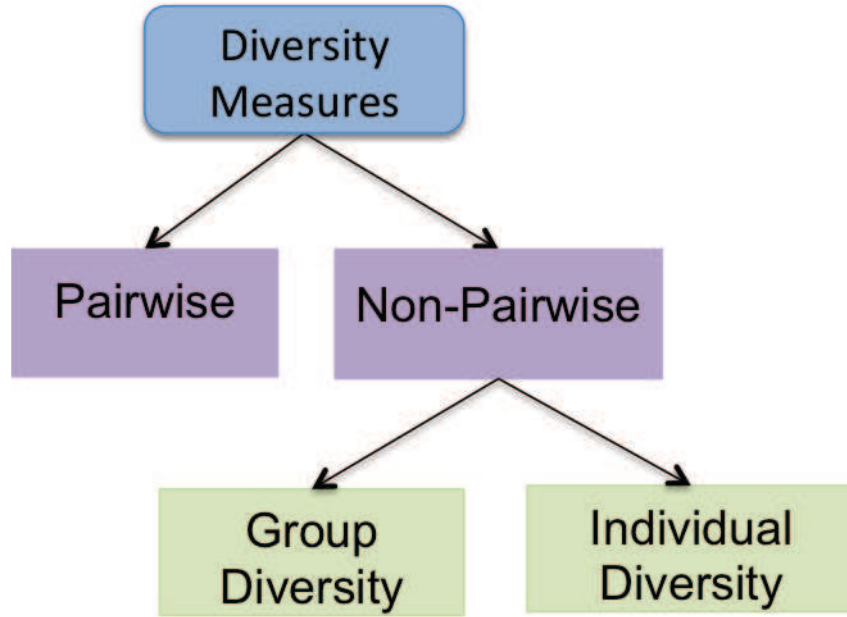 Diversity
Measures
Pairwise
Non-Pairwise
Group
Diversity
Individual
Diversity